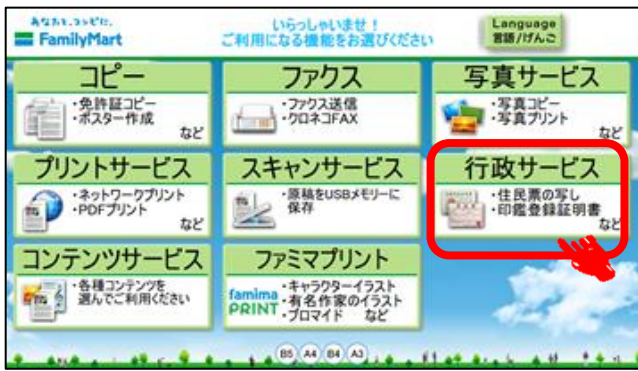 あなたと、コンビに、
FamilyMart
いらっしゃいませ！
ご利用になる機能をお選びください
Language
言語/げんご
コピー
・免許証コピー
・ポスター作成
など
ファクス
・ファクス送信
・クロネコFAX
写真サービス
・写真コピー
・写真プリント
など
プリントサービス
・ネットワークプリント
・PDFプリント
など
スキャンサービス
・原稿をUSBメモリーに
保存
行政サービス
・住民票の写し
・印鑑登録証明書
など
コンテンツサービス
・各種コンテンツを
選んでご利用ください
ファミマプリント
famima
PRINT
・キャラクターイラスト
・有名作家のイラスト
・ブロマイド など
B5 A4 B4 A3